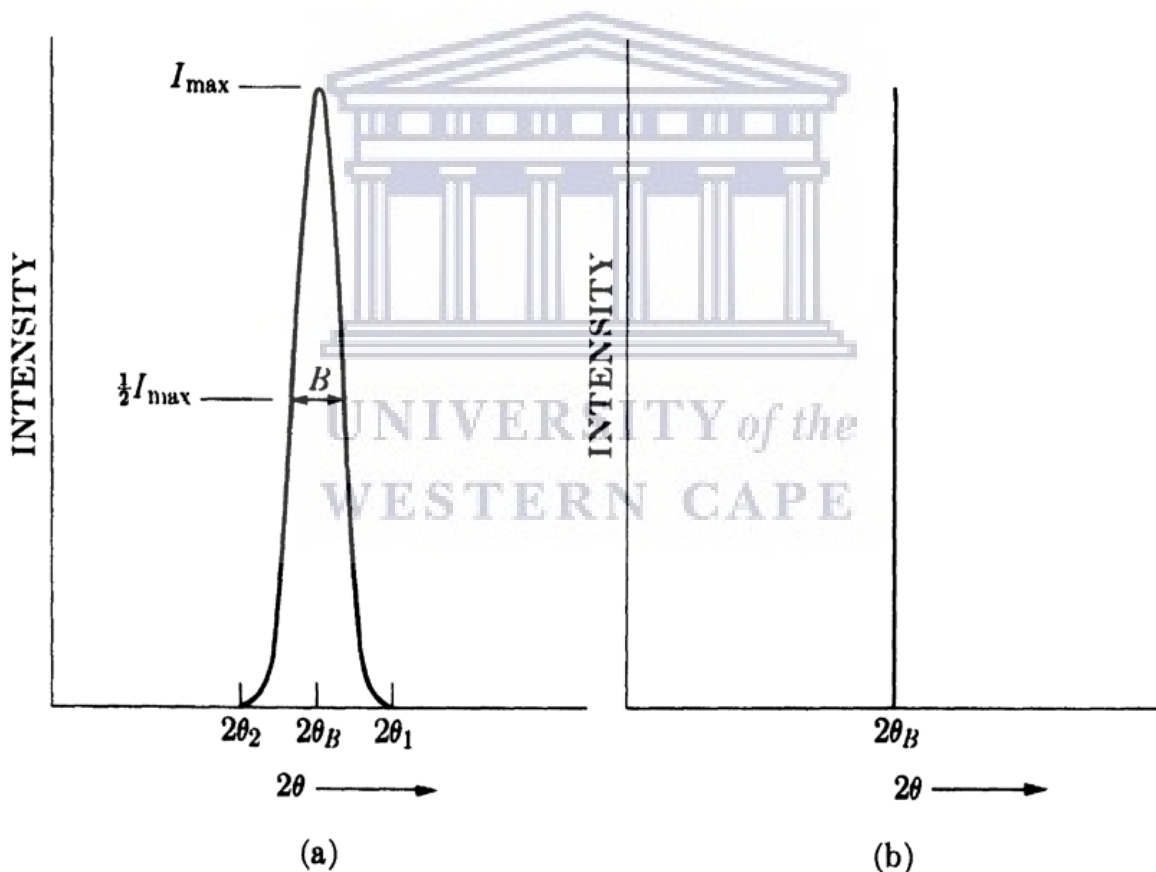 I_max
½I_max
B
INTENSITY
2θ₂ 2θ_B 2θ₁
2θ
(a)
INTENSITY
2θ_B
2θ
(b)
UNIVERSITY of the
WESTERN CAPE